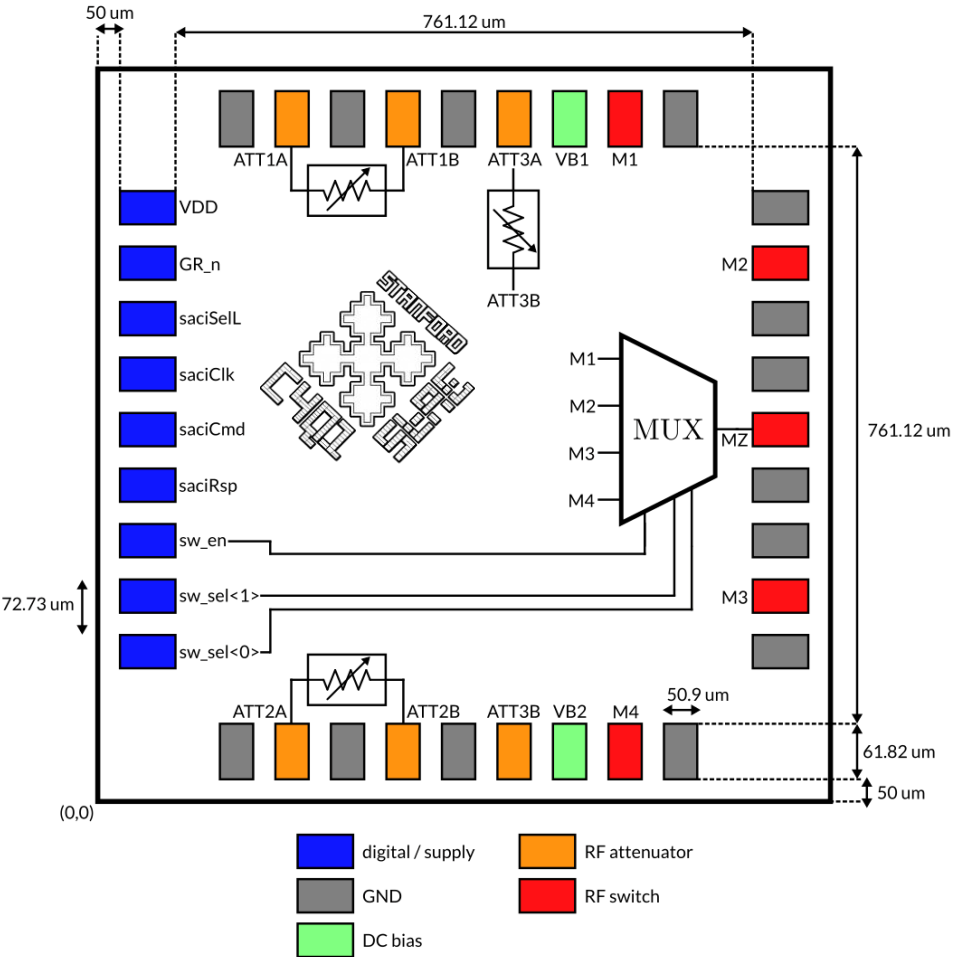 50 um
761.12 um
ATT1A
ATT1B
ATT3A
VB1
M1
VDD
GR_n
M2
saciSelL
ATT3B
STANFORD
saciClk
M1
M2
saciCmd
MUX
MZ
761.12 um
M3
saciRsp
M4
sw_en
sw_sel<1>
M3
72.73 um
sw_sel<0>
50.9 um
ATT2A
ATT2B
ATT3B
VB2
M4
61.82 um
50 um
(0,0)
digital / supply
RF attenuator
GND
RF switch
DC bias